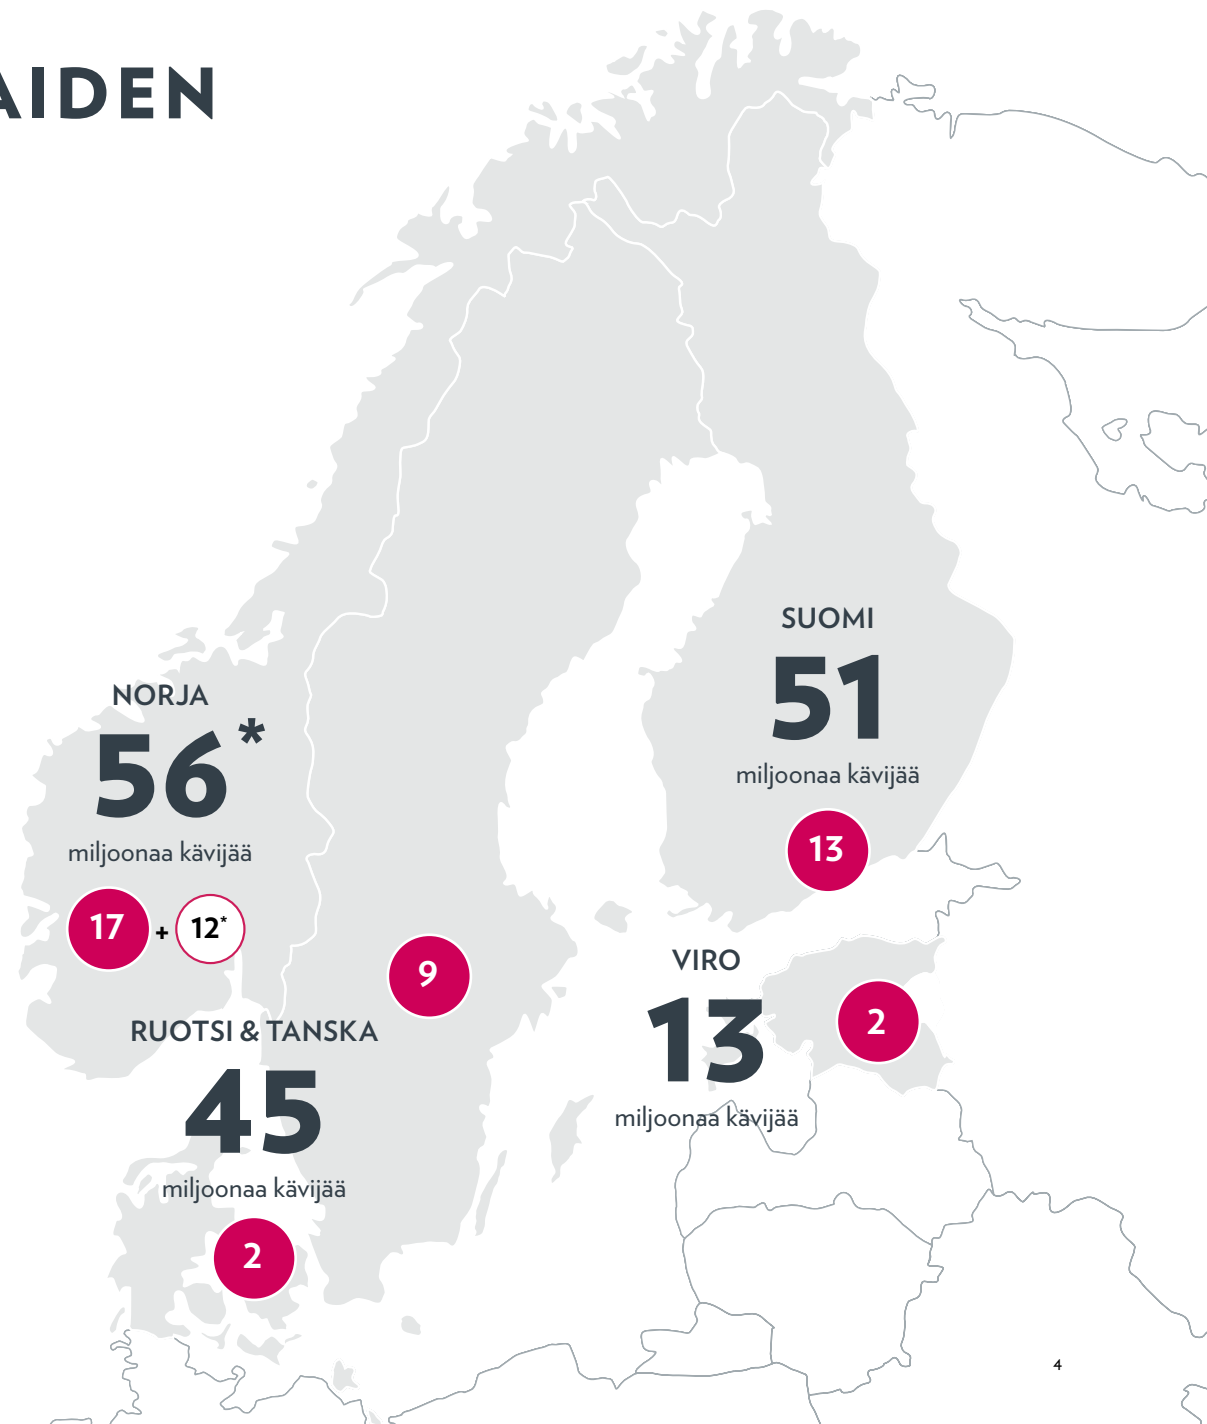 AIDEN
SUOMI
51
miljoonaa kävijää
13
NORJA
56*
miljoonaa kävijää
17 + 12*
9
VIRO
13
miljoonaa kävijää
2
RUOTSI & TANSKA
45
miljoonaa kävijää
2
4